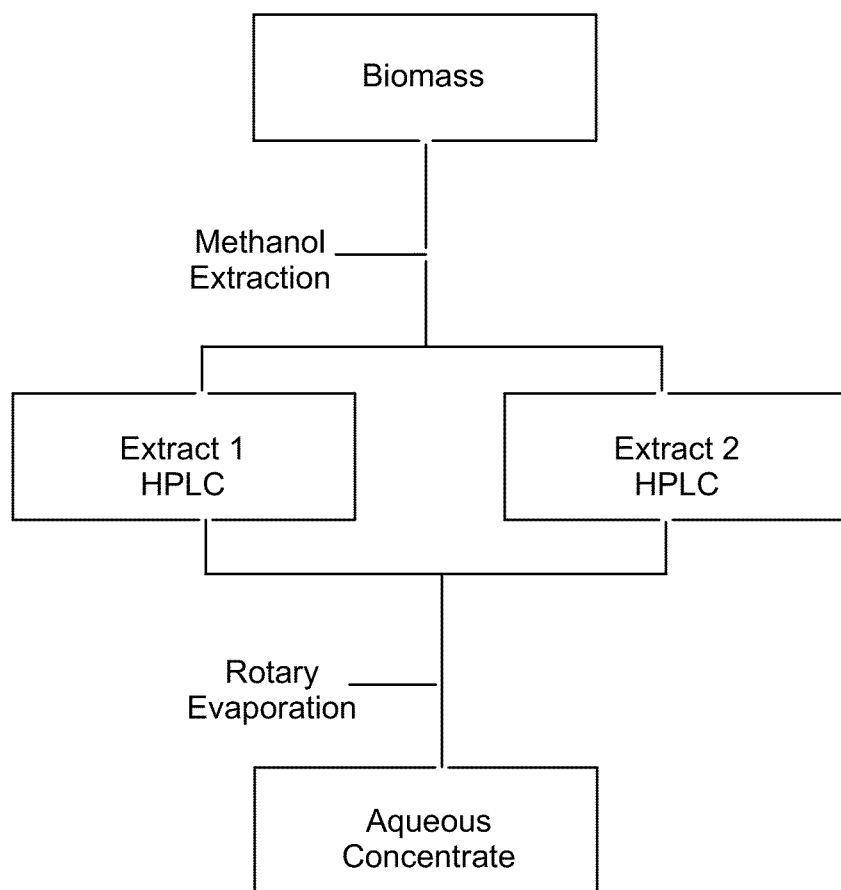 Biomass
Methanol
Extraction
Extract 1
HPLC
Extract 2
HPLC
Rotary
Evaporation
Aqueous
Concentrate